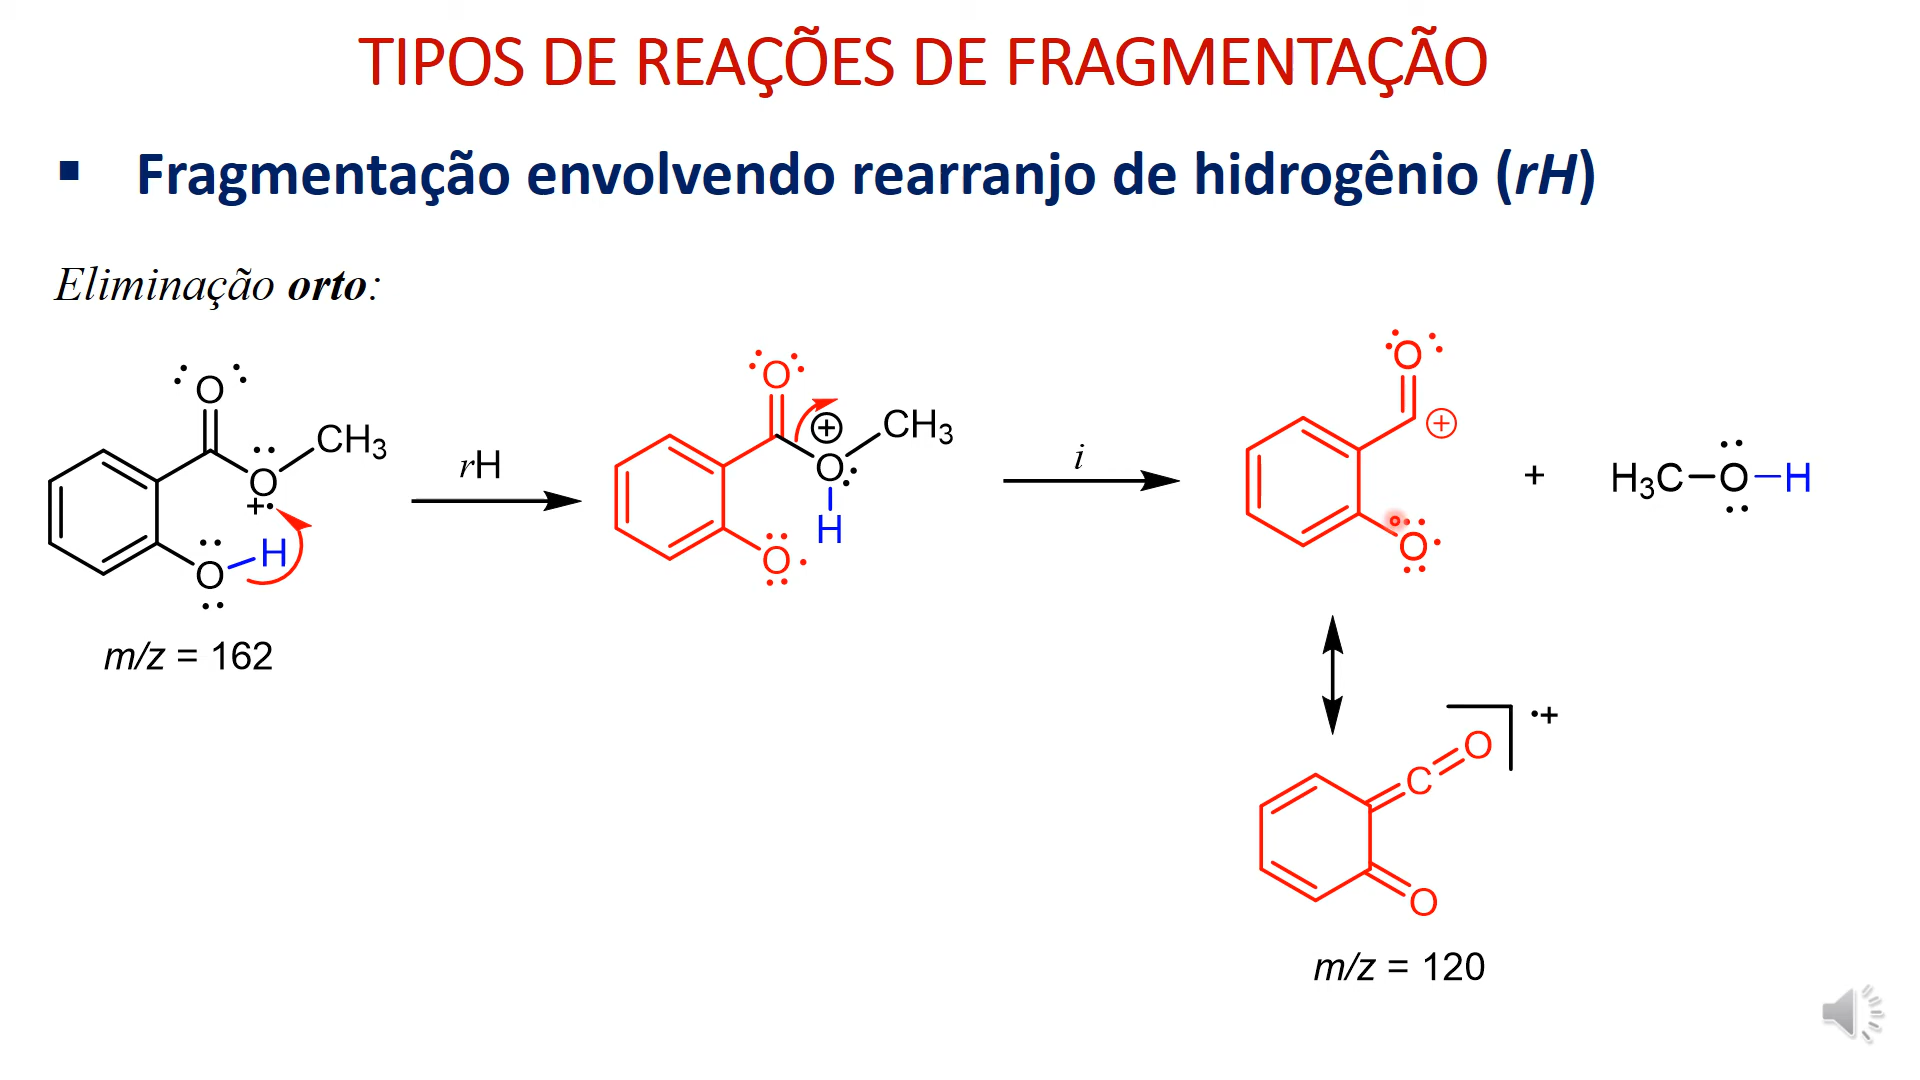 TIPOS DE REAÇÕES DE FRAGMENTAÇÃO
▪ Fragmentação envolvendo rearranjo de hidrogênio (rH)
Eliminação orto:
O
CH3
O
+•
H
O
m/z = 162
rH
O
+
CH3
O
H
O
i
O
+
O
+
H3C–O–H
•+
O
C
O
m/z = 120